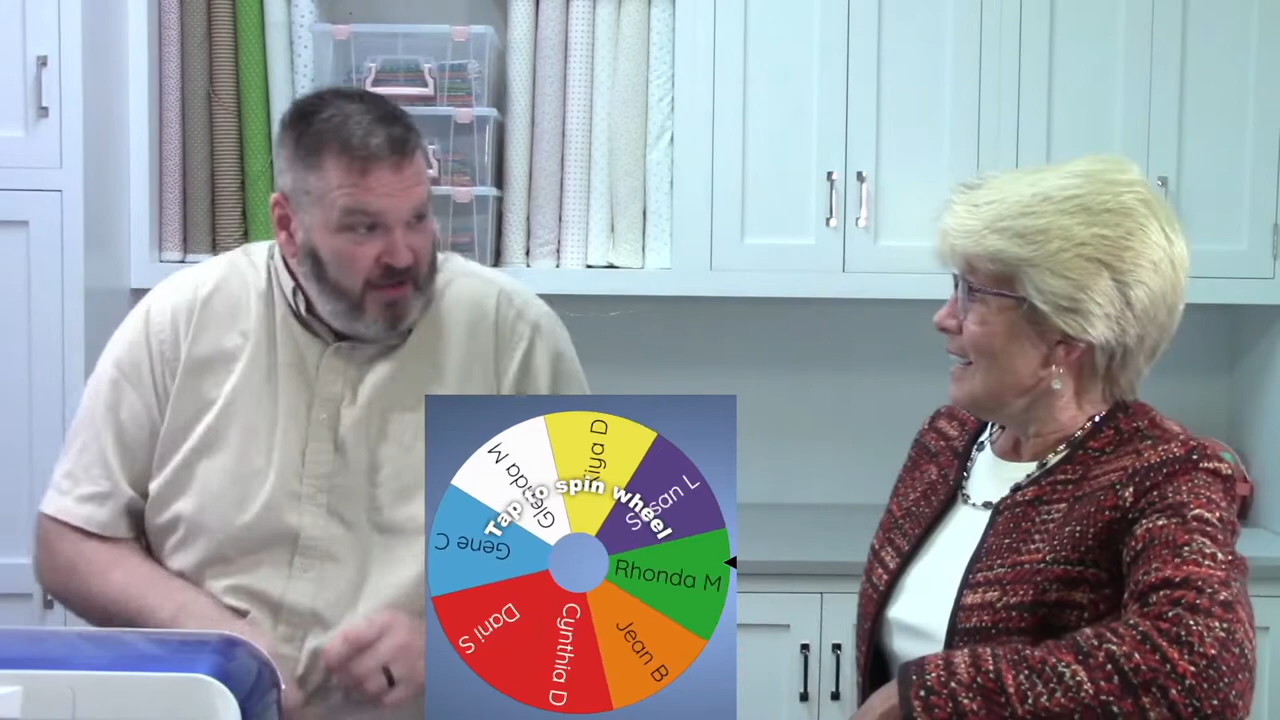 Tap to spin wheel
Susan L
Rhonda M
Jean B
Cynthia D
Dani S
Gene C
Glenda M